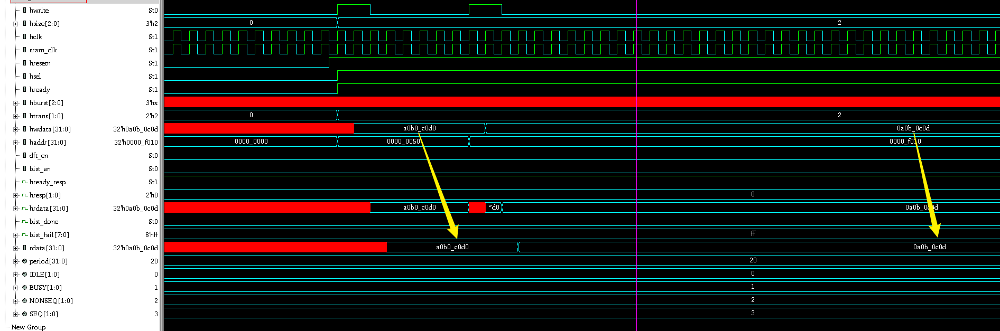 hwrite St0
hsize[2:0] 3'h2 0 2
hclk St1
sram_clk St1
hresetn St1
hsel St1
hready St1
hburst[2:0] 3'hx
htrans[1:0] 2'h2 0 2
hwdata[31:0] 32'h0a0b_0c0d a0b0_c0d0 0a0b_0c0d
haddr[31:0] 32'h0000_f010 0000_0000 0000_0050 0000_f010
dft_en St0
bist_en St0
hready_resp St1
hresp[1:0] 2'h0 0
hrdata[31:0] 32'h0a0b_0c0d a0b0_c0d0 *d0 0a0b_0c0d
bist_done St0
bist_fail[7:0] 8'hff ff
rdata[31:0] 32'h0a0b_0c0d a0b0_c0d0 0a0b_0c0d
period[31:0] 20 20
IDLE[1:0] 0 0
BUSY[1:0] 1 1
NONSEQ[1:0] 2 2
SEQ[1:0] 3 3
New Group